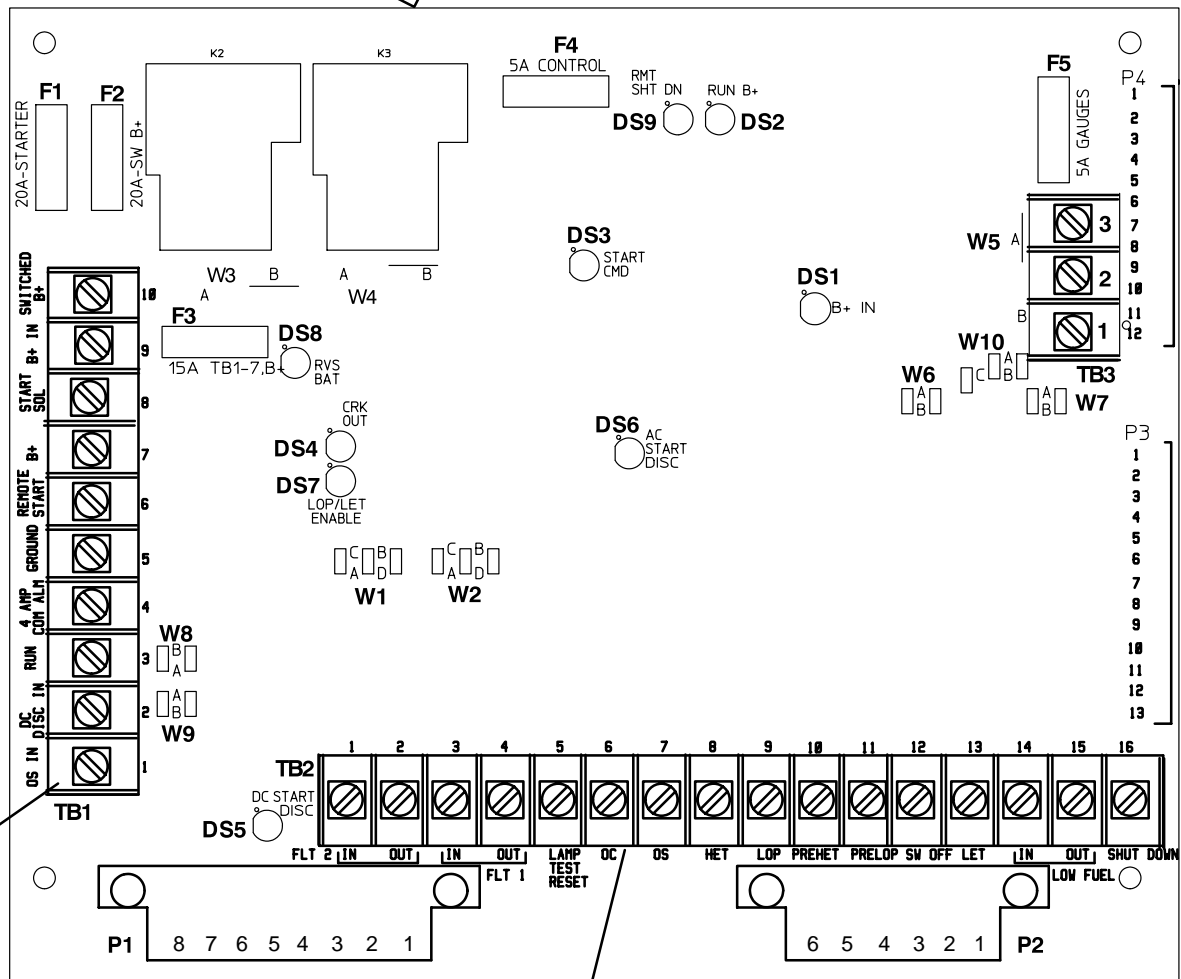 K2
K3
F4
5A CONTROL
RMT
SHT DN
RUN B+
DS9
DS2
F5
5A GAUGES
P4
1
2
3
4
5
6
7
8
9
10
11
12
F1
20A-STARTER
F2
20A-SW B+
W3
A
B
A
B
W4
DS3
START
CMD
DS1
B+ IN
W5
A
B
3
2
1
TB3
W10
A
B
C
W6
A
B
W7
A
B
F3
15A TB1-7,B+
DS8
RVS
BAT
CRK
OUT
DS4
DS7
LOP/LET
ENABLE
DS6
AC
START
DISC
P3
1
2
3
4
5
6
7
8
9
10
11
12
13
C B
A D
W1
C B
A D
W2
SWITCHED
B+
10
B+ IN
9
START
SOL
8
B+
7
REMOTE
START
6
GROUND
5
4 AMP
COM ALM
4
RUN
3
DC
DISC IN
2
OS IN
1
TB1
W8
B
A
A
B
W9
DC START
DISC
DS5
TB2
1 2 3 4 5 6 7 8 9 10 11 12 13 14 15 16
FLT 2 IN OUT IN OUT LAMP OC OS HET LOP PREHET PRELOP SW OFF LET IN OUT SHUT DOWN
FLT 1 TEST LOW FUEL
RESET
P1
8 7 6 5 4 3 2 1
6 5 4 3 2 1
P2